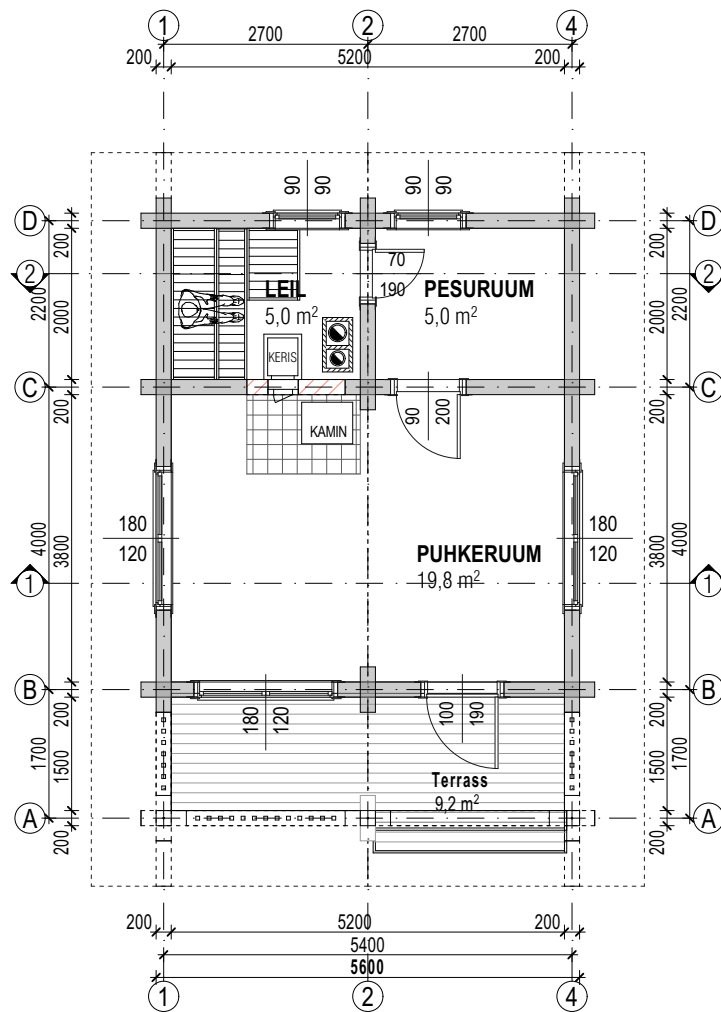 1 2 4
2700 2700
200 5200 200
90 90 90 90
D D
200 200
2 2
70
LEIL 190 PESURUUM
5,0 m² 5,0 m²
2200 2000 2000 2200
KERIS
C C
200 90 200 200
KAMIN
180 180
120 120
4000 3800 3800 4000
PUHKERUUM
19,8 m²
1 1
B B
200 180 120 100 190 200
1700 1500 1500 1700
Terrass
9,2 m²
A A
200 200
200 5200 200
5400
5600
1 2 4